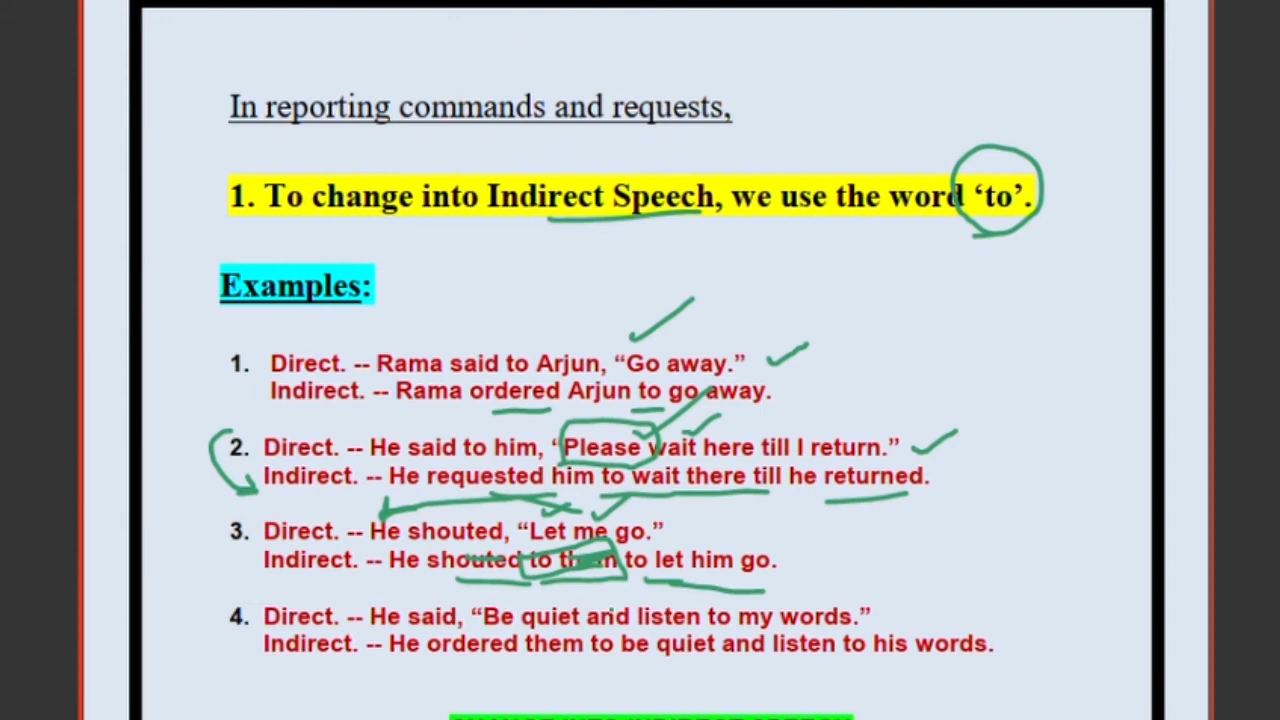 In reporting commands and requests,
1. To change into Indirect Speech, we use the word ‘to’.
Examples:
1. Direct. -- Rama said to Arjun, “Go away.”
Indirect. -- Rama ordered Arjun to go away.
2. Direct. -- He said to him, “Please wait here till I return.”
Indirect. -- He requested him to wait there till he returned.
3. Direct. -- He shouted, “Let me go.”
Indirect. -- He shouted to them to let him go.
4. Direct. -- He said, “Be quiet and listen to my words.”
Indirect. -- He ordered them to be quiet and listen to his words.